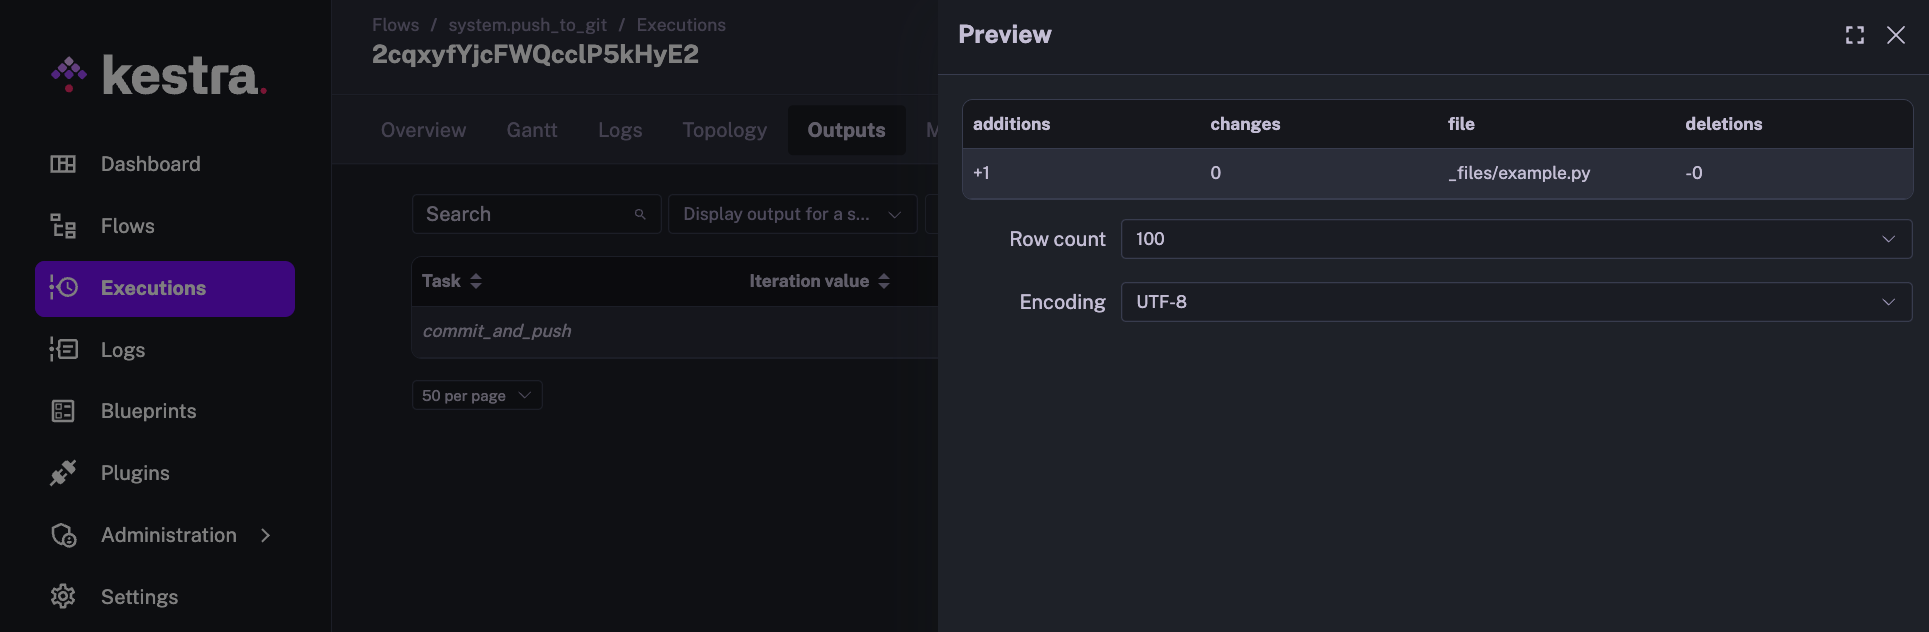 kestra.
Dashboard
Flows
Executions
Logs
Blueprints
Plugins
Administration
Settings
Flows / system.push_to_git / Executions
2cqxyfYjcFWQcclP5kHyE2
Overview Gantt Logs Topology Outputs M
Search Display output for a s...
Task Iteration value
commit_and_push
50 per page
Preview
additions changes file deletions
+1 0 _files/example.py -0
Row count 100
Encoding UTF-8